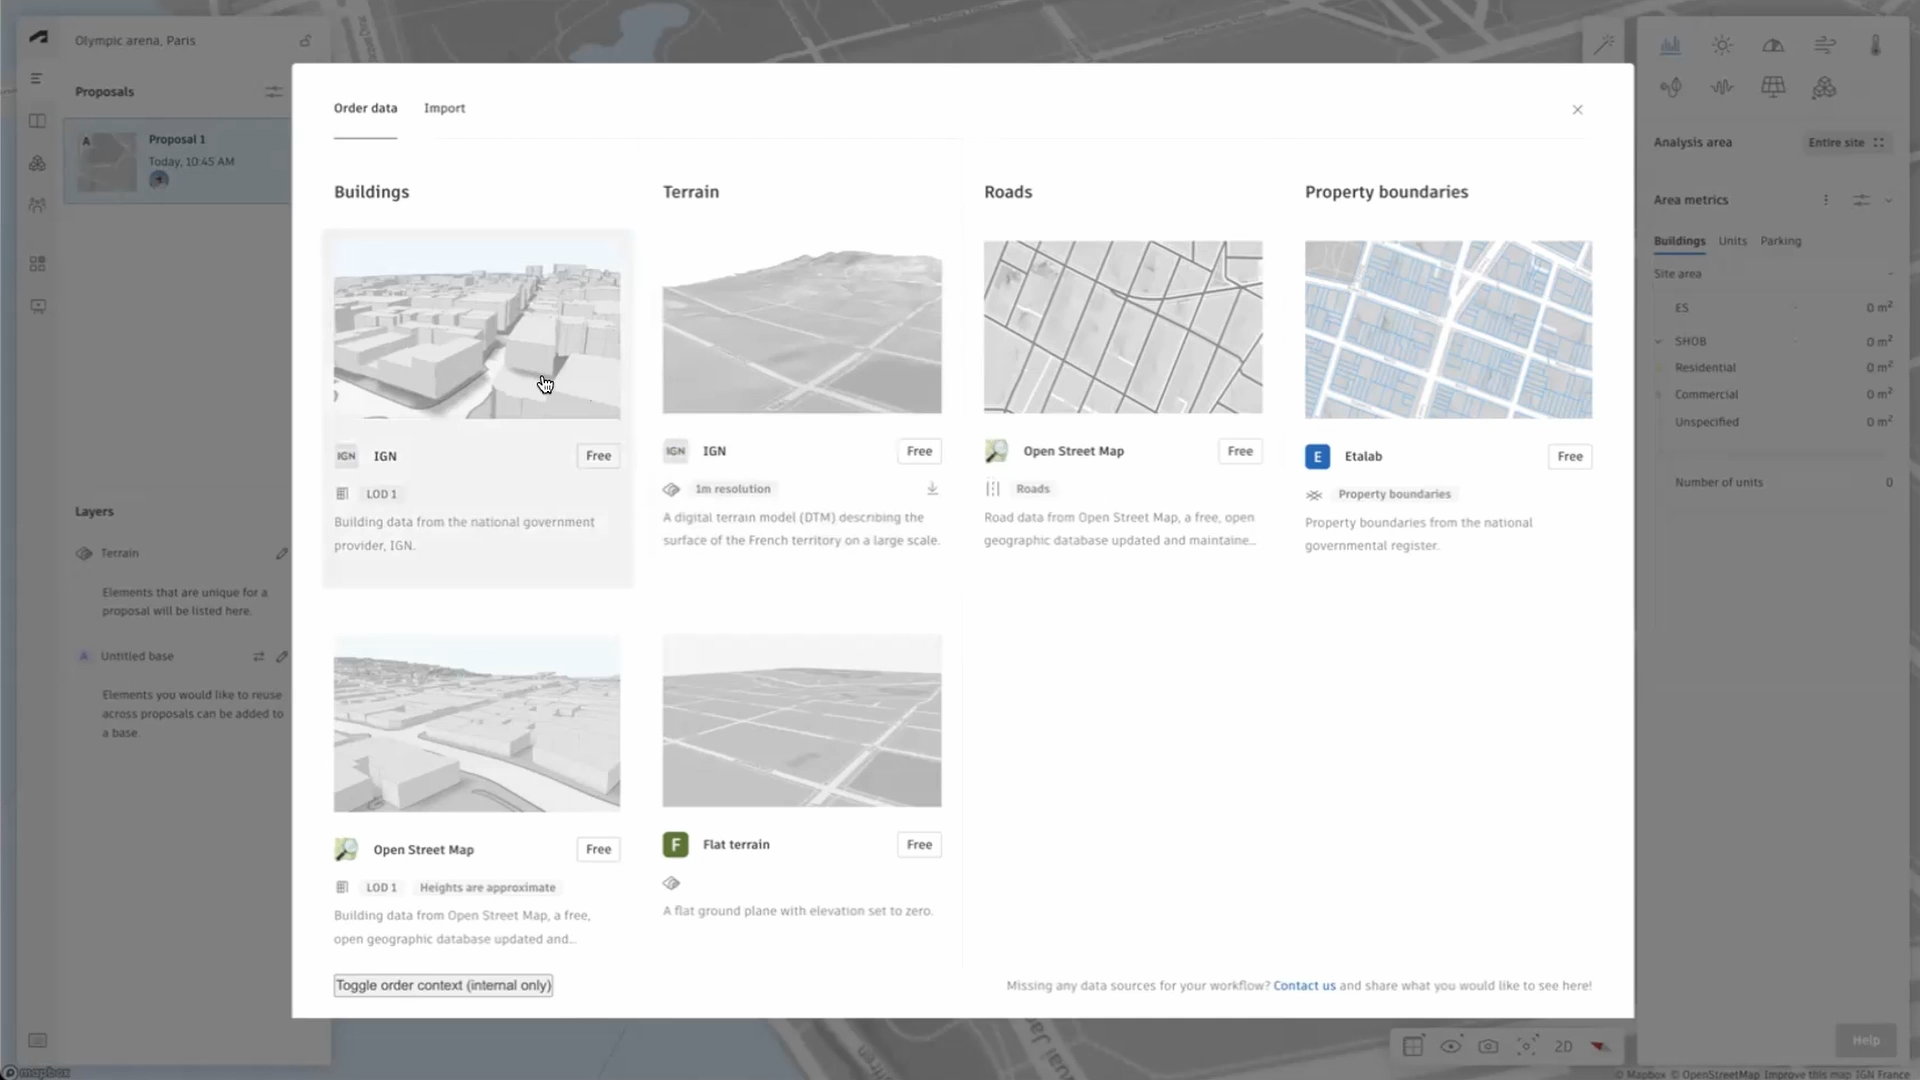 Olympic arena, Paris
Proposals
A
Proposal 1
Today, 10:45 AM
Layers
Terrain
Elements that are unique for a
proposal will be listed here.
A Untitled base
Elements you would like to reuse
across proposals can be added to
a base.
mapbox
Order data Import
Buildings
IGN IGN Free
LOD 1
Building data from the national government
provider, IGN.
Open Street Map Free
LOD 1 Heights are approximate
Building data from Open Street Map, a free,
open geographic database updated and...
Terrain
IGN IGN Free
1m resolution
A digital terrain model (DTM) describing the
surface of the French territory on a large scale.
F Flat terrain Free
A flat ground plane with elevation set to zero.
Roads
Open Street Map Free
Roads
Road data from Open Street Map, a free, open
geographic database updated and maintaine...
Property boundaries
E Etalab Free
Property boundaries
Property boundaries from the national
governmental register.
Toggle order context (internal only)
Missing any data sources for your workflow? Contact us and share what you would like to see here!
Analysis area Entire site
Area metrics
Buildings Units Parking
Site area -
ES - 0 m²
SHOB - 0 m²
Residential 0 m²
Commercial 0 m²
Unspecified 0 m²
Number of units 0
2D
Help
© Mapbox © OpenStreetMap Improve this map IGN France